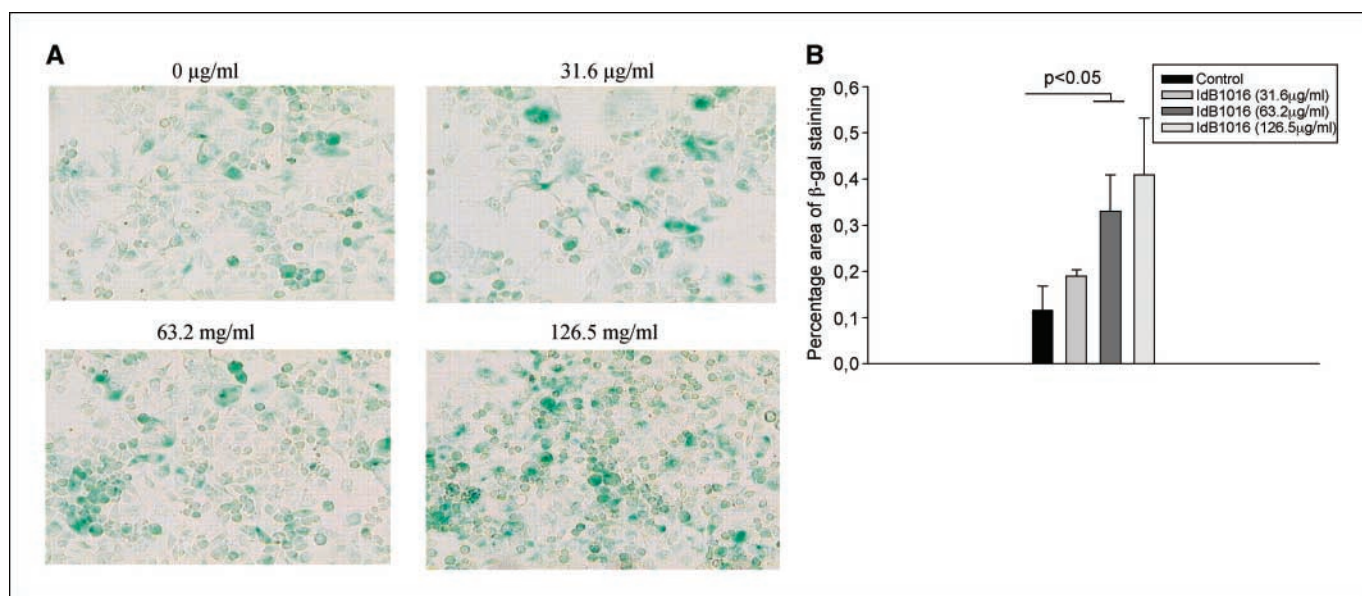 A
0 μg/ml
31.6 μg/ml
63.2 mg/ml
126.5 mg/ml
B
p<0.05
Control
IdB1016 (31.6μg/ml)
IdB1016 (63.2μg/ml)
IdB1016 (126.5μg/ml)
Percentage area of β-gal staining
0,6
0,5
0,4
0,3
0,2
0,1
0,0